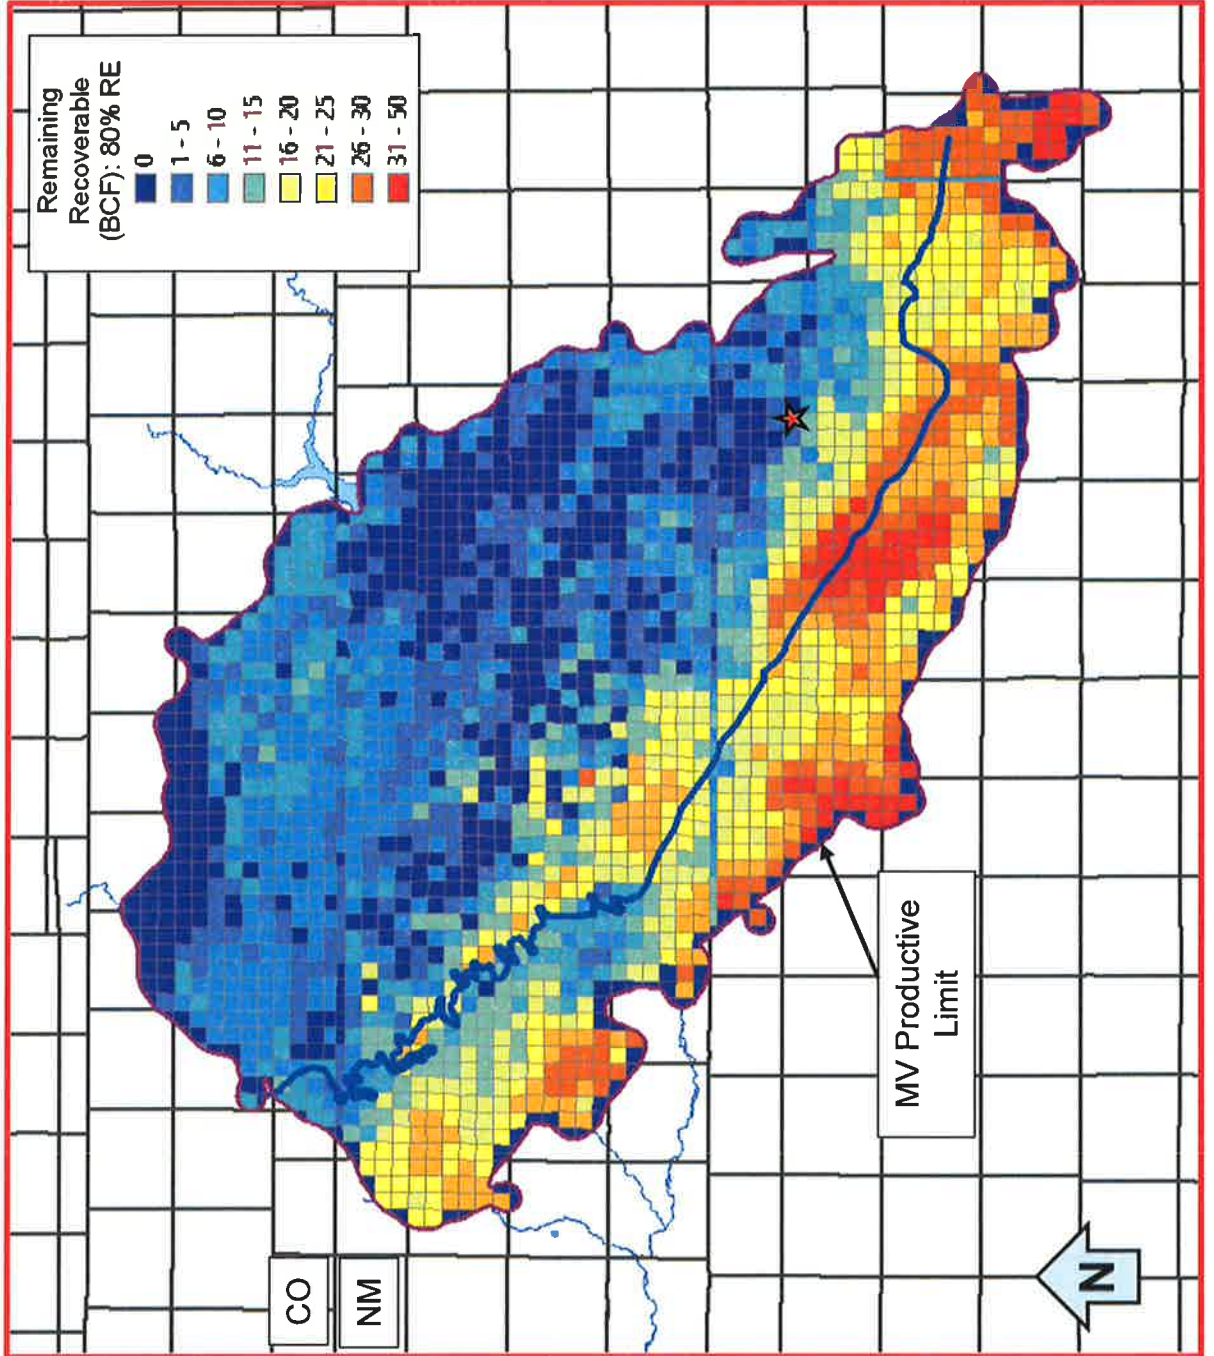 Remaining
Recoverable
(BCF): 80% RE
0
1 - 5
6 - 10
11 - 15
16 - 20
21 - 25
26 - 30
31 - 50
CO
NM
MV Productive
Limit
N